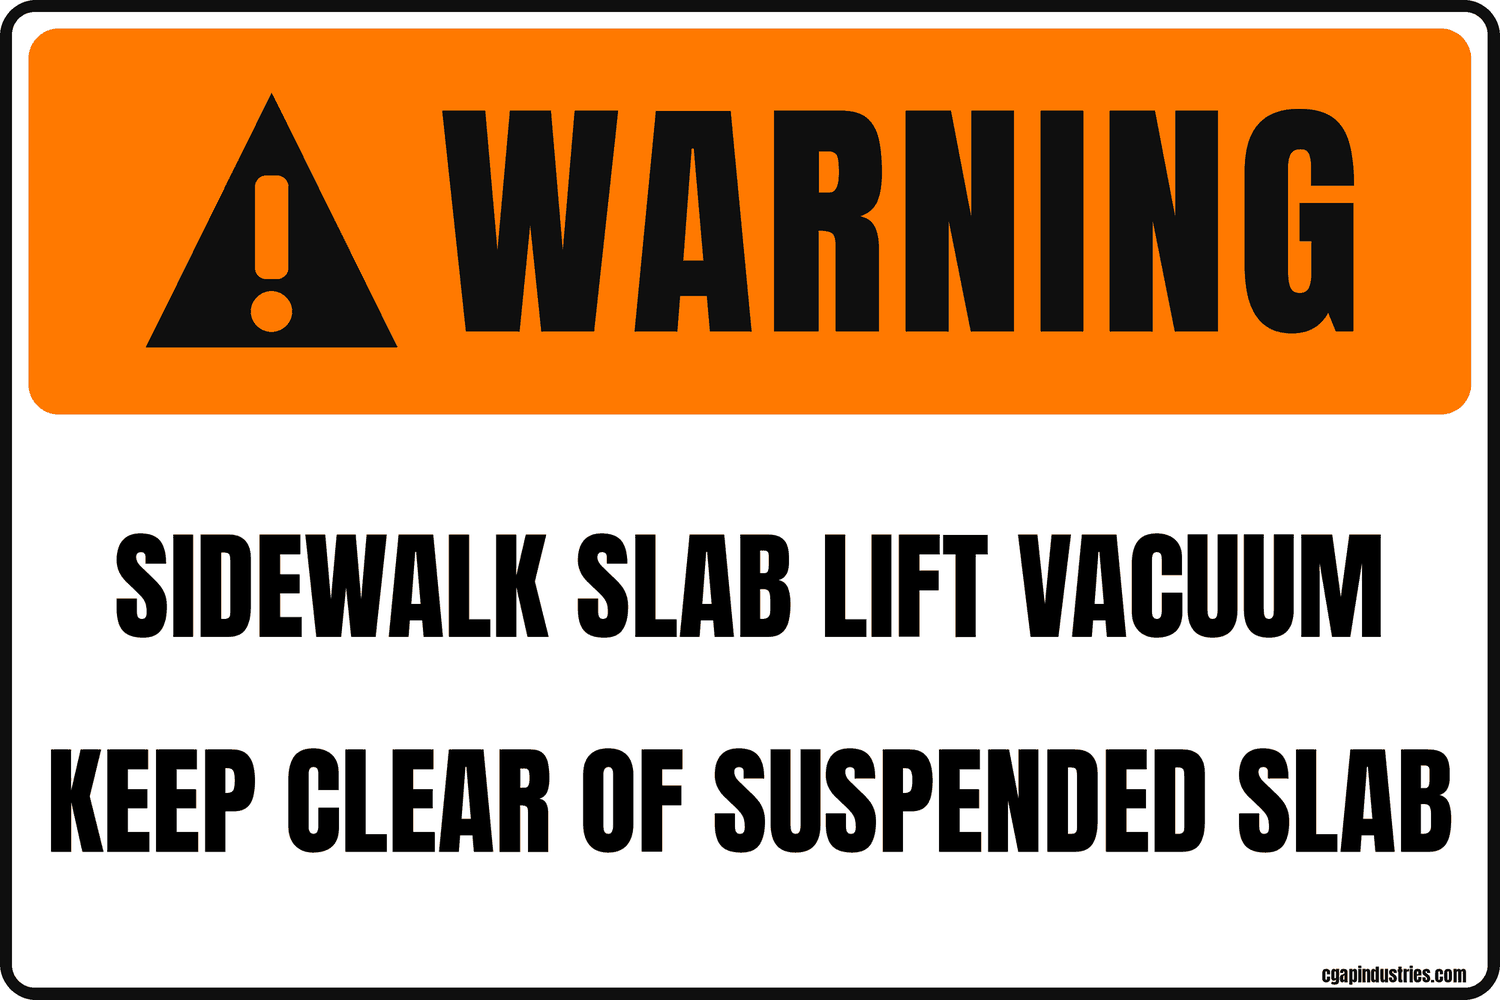 WARNING
SIDEWALK SLAB LIFT VACUUM
KEEP CLEAR OF SUSPENDED SLAB
cgapindustries.com